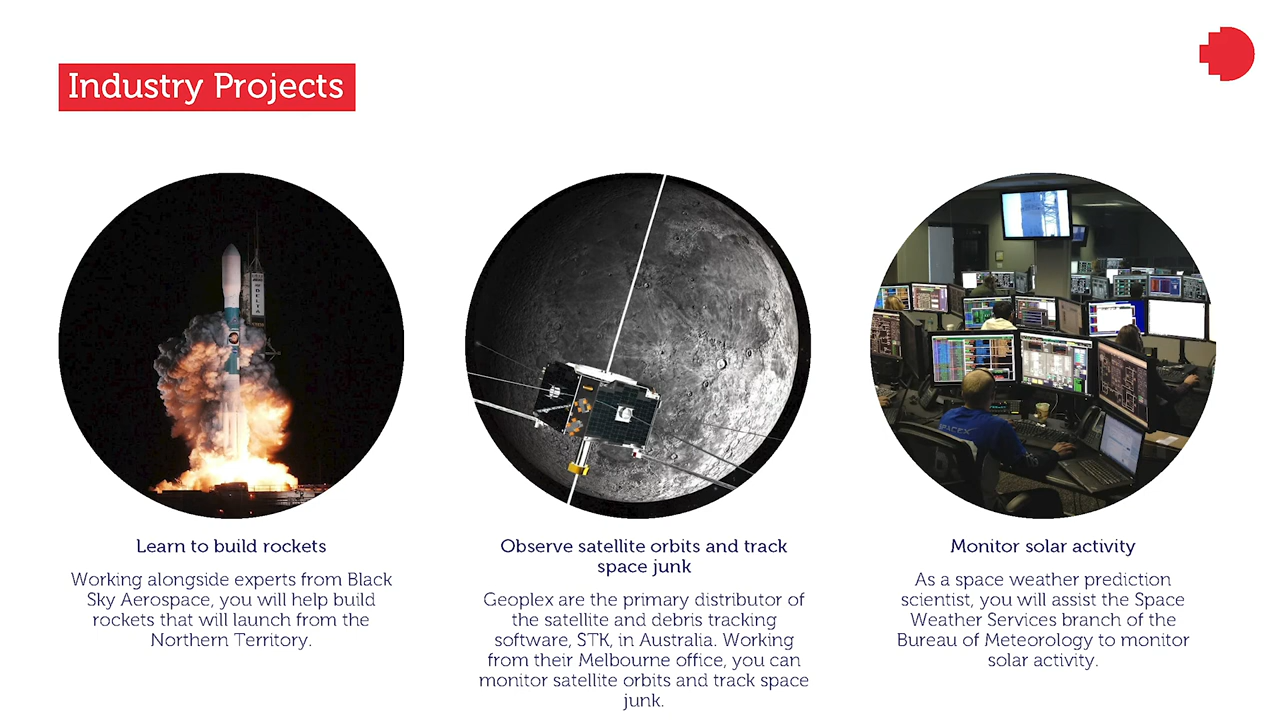 Industry Projects
DELTA
SPACEX
Learn to build rockets
Working alongside experts from Black
Sky Aerospace, you will help build
rockets that will launch from the
Northern Territory.
Observe satellite orbits and track
space junk
Geoplex are the primary distributor of
the satellite and debris tracking
software, STK, in Australia. Working
from their Melbourne office, you can
monitor satellite orbits and track space
junk.
Monitor solar activity
As a space weather prediction
scientist, you will assist the Space
Weather Services branch of the
Bureau of Meteorology to monitor
solar activity.